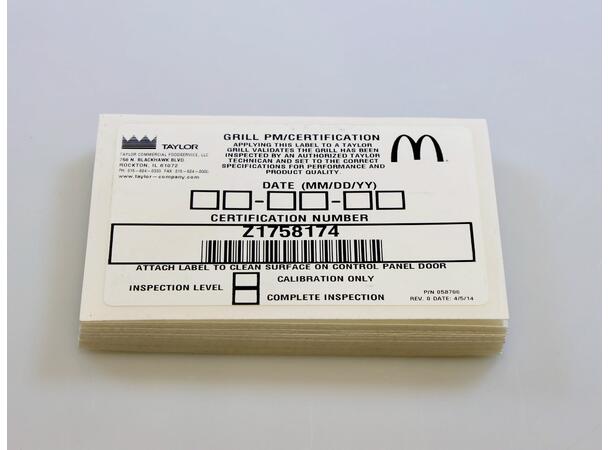 TAYLOR
TAYLOR COMMERCIAL FOODSERVICE, LLC
766 N. BLACKHAWK BLVD.
ROCKTON, IL 61072
www.taylor-company.com
GRILL PM/CERTIFICATION
APPLYING THIS LABEL TO A TAYLOR
GRILL VALIDATES THE GRILL HAS BEEN
INSPECTED BY AN AUTHORIZED TAYLOR
TECHNICAN AND SET TO THE CORRECT
SPECIFICATIONS FOR PERFORMANCE AND
PRODUCT QUALITY.
DATE (MM/DD/YY)
CERTIFICATION NUMBER
Z1758174
ATTACH LABEL TO CLEAN SURFACE ON CONTROL PANEL DOOR
INSPECTION LEVEL
CALIBRATION ONLY
COMPLETE INSPECTION
P/N 058766
REV. 0 DATE: 4/5/14